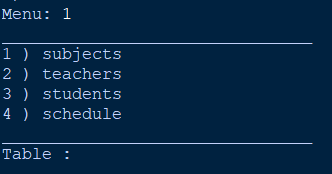 Menu: 1
1 ) subjects
2 ) teachers
3 ) students
4 ) schedule
Table :